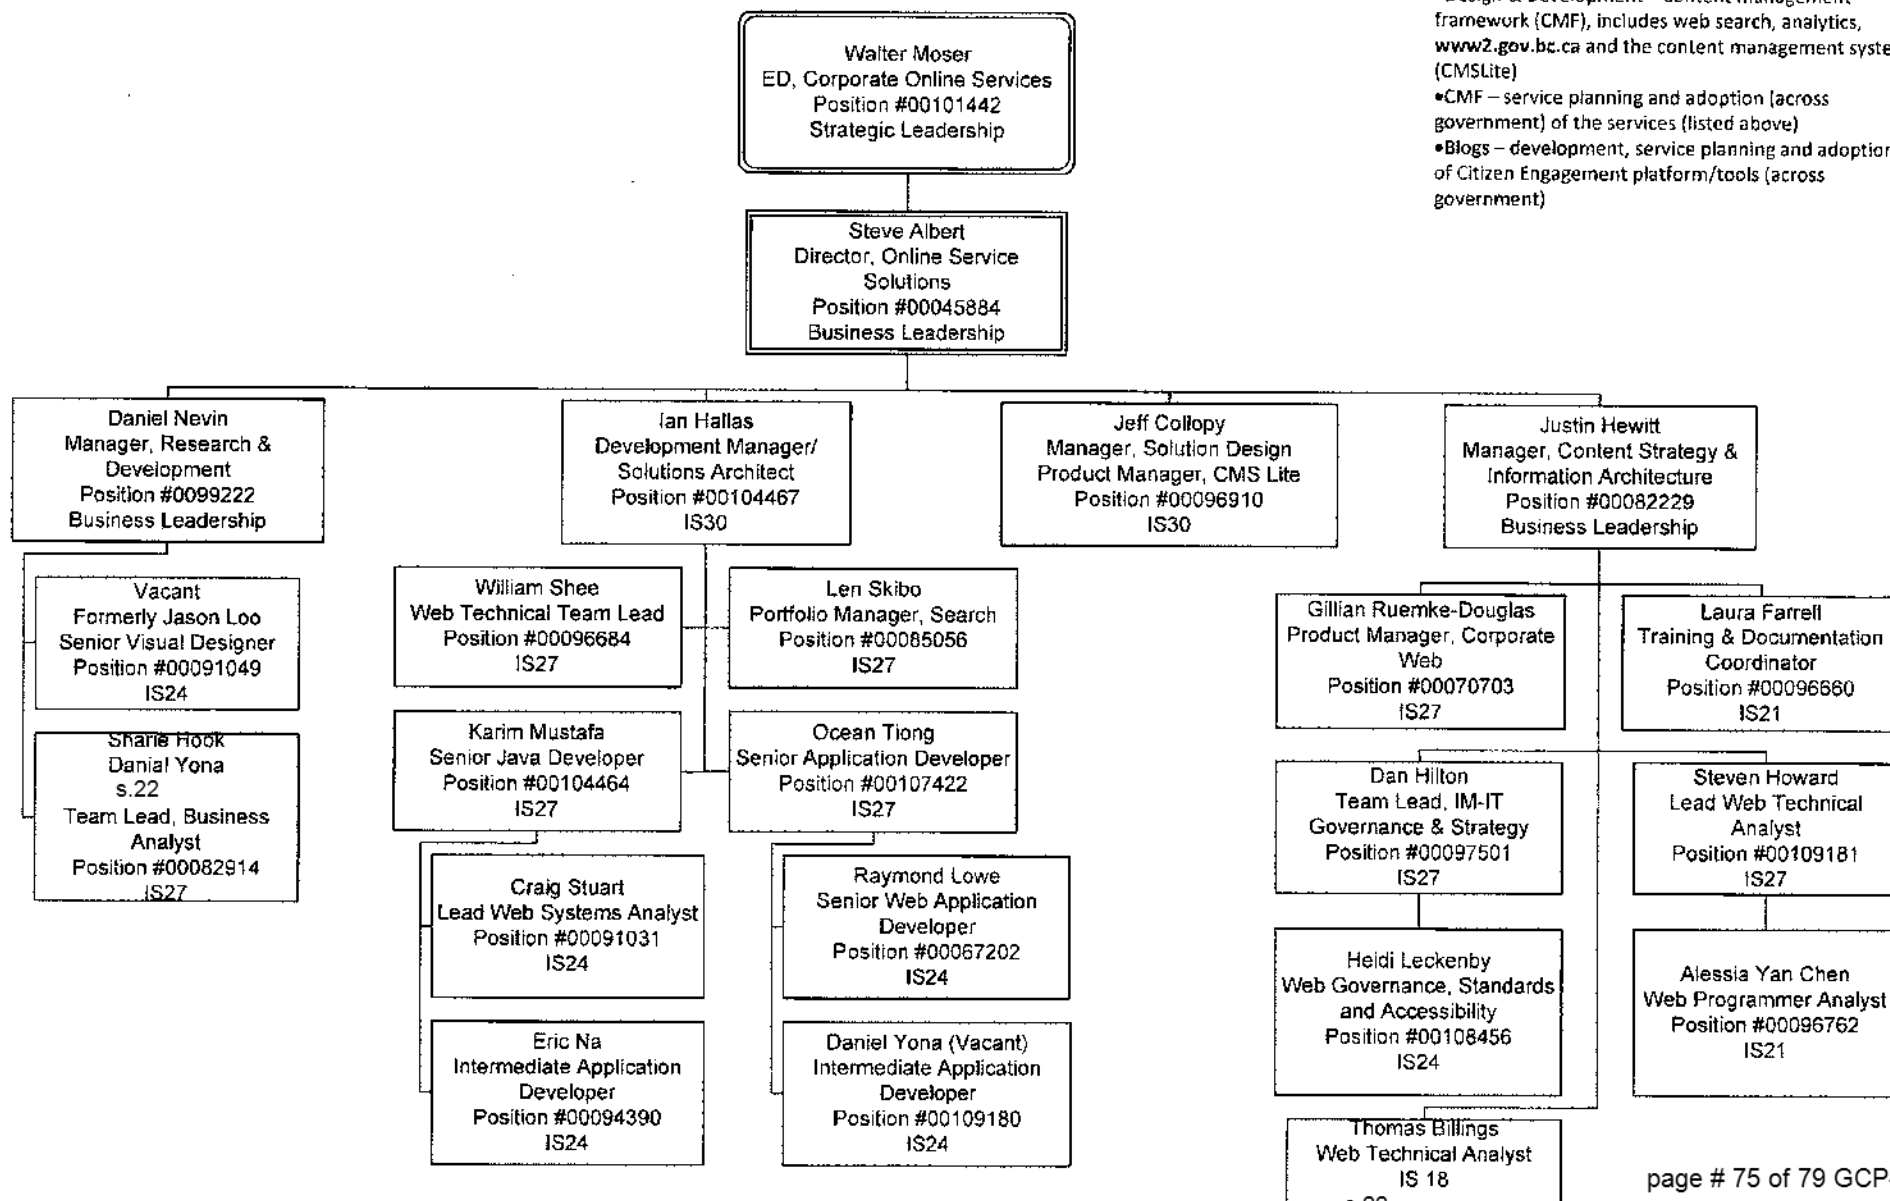 framework (CMF), includes web search, analytics,
www2.gov.bc.ca and the content management syste
(CMSLite)
•CMF – service planning and adoption (across
government) of the services (listed above)
•Blogs – development, service planning and adoption
of Citizen Engagement platform/tools (across
government)
Walter Moser
ED, Corporate Online Services
Position #00101442
Strategic Leadership
Steve Albert
Director, Online Service
Solutions
Position #00045884
Business Leadership
Daniel Nevin
Manager, Research &
Development
Position #0099222
Business Leadership
Ian Hallas
Development Manager/
Solutions Architect
Position #00104467
IS30
Jeff Collopy
Manager, Solution Design
Product Manager, CMS Lite
Position #00096910
IS30
Justin Hewitt
Manager, Content Strategy &
Information Architecture
Position #00082229
Business Leadership
Vacant
Formerly Jason Loo
Senior Visual Designer
Position #00091049
IS24
Sharie Hook
Danial Yona
s.22
Team Lead, Business
Analyst
Position #00082914
IS27
William Shee
Web Technical Team Lead
Position #00096684
IS27
Len Skibo
Portfolio Manager, Search
Position #00085056
IS27
Karim Mustafa
Senior Java Developer
Position #00104464
IS27
Ocean Tiong
Senior Application Developer
Position #00107422
IS27
Craig Stuart
Lead Web Systems Analyst
Position #00091031
IS24
Raymond Lowe
Senior Web Application
Developer
Position #00067202
IS24
Eric Na
Intermediate Application
Developer
Position #00094390
IS24
Daniel Yona (Vacant)
Intermediate Application
Developer
Position #00109180
IS24
Gillian Ruemke-Douglas
Product Manager, Corporate
Web
Position #00070703
IS27
Laura Farrell
Training & Documentation
Coordinator
Position #00096660
IS21
Dan Hilton
Team Lead, IM-IT
Governance & Strategy
Position #00097501
IS27
Steven Howard
Lead Web Technical
Analyst
Position #00109181
IS27
Heidi Leckenby
Web Governance, Standards
and Accessibility
Position #00108456
IS24
Alessia Yan Chen
Web Programmer Analyst
Position #00096762
IS21
Thomas Billings
Web Technical Analyst
IS 18
page # 75 of 79 GCP-